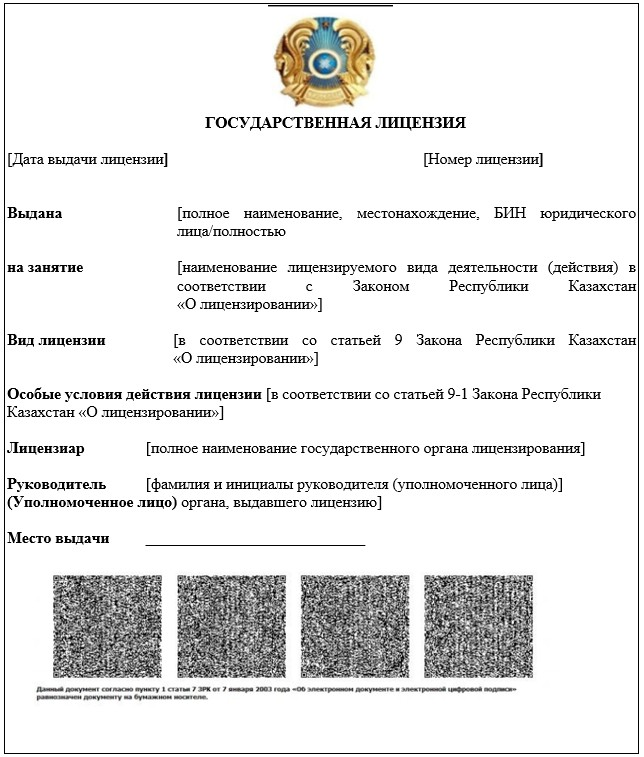 ГОСУДАРСТВЕННАЯ ЛИЦЕНЗИЯ
[Дата выдачи лицензии] [Номер лицензии]
Выдана [полное наименование, местонахождение, БИН юридического
лица/полностью
на занятие [наименование лицензируемого вида деятельности (действия) в
соответствии с Законом Республики Казахстан
«О лицензировании»]
Вид лицензии [в соответствии со статьей 9 Закона Республики Казахстан
«О лицензировании»]
Особые условия действия лицензии [в соответствии со статьей 9-1 Закона Республики
Казахстан «О лицензировании»]
Лицензиар [полное наименование государственного органа лицензирования]
Руководитель [фамилия и инициалы руководителя (уполномоченного лица)]
(Уполномоченное лицо) органа, выдавшего лицензию]
Место выдачи ____________________________
Данный документ согласно пункту 1 статьи 7 ЗРК от 7 января 2003 года «Об электронном документе и электронной цифровой подписи»
равнозначен документу на бумажном носителе.